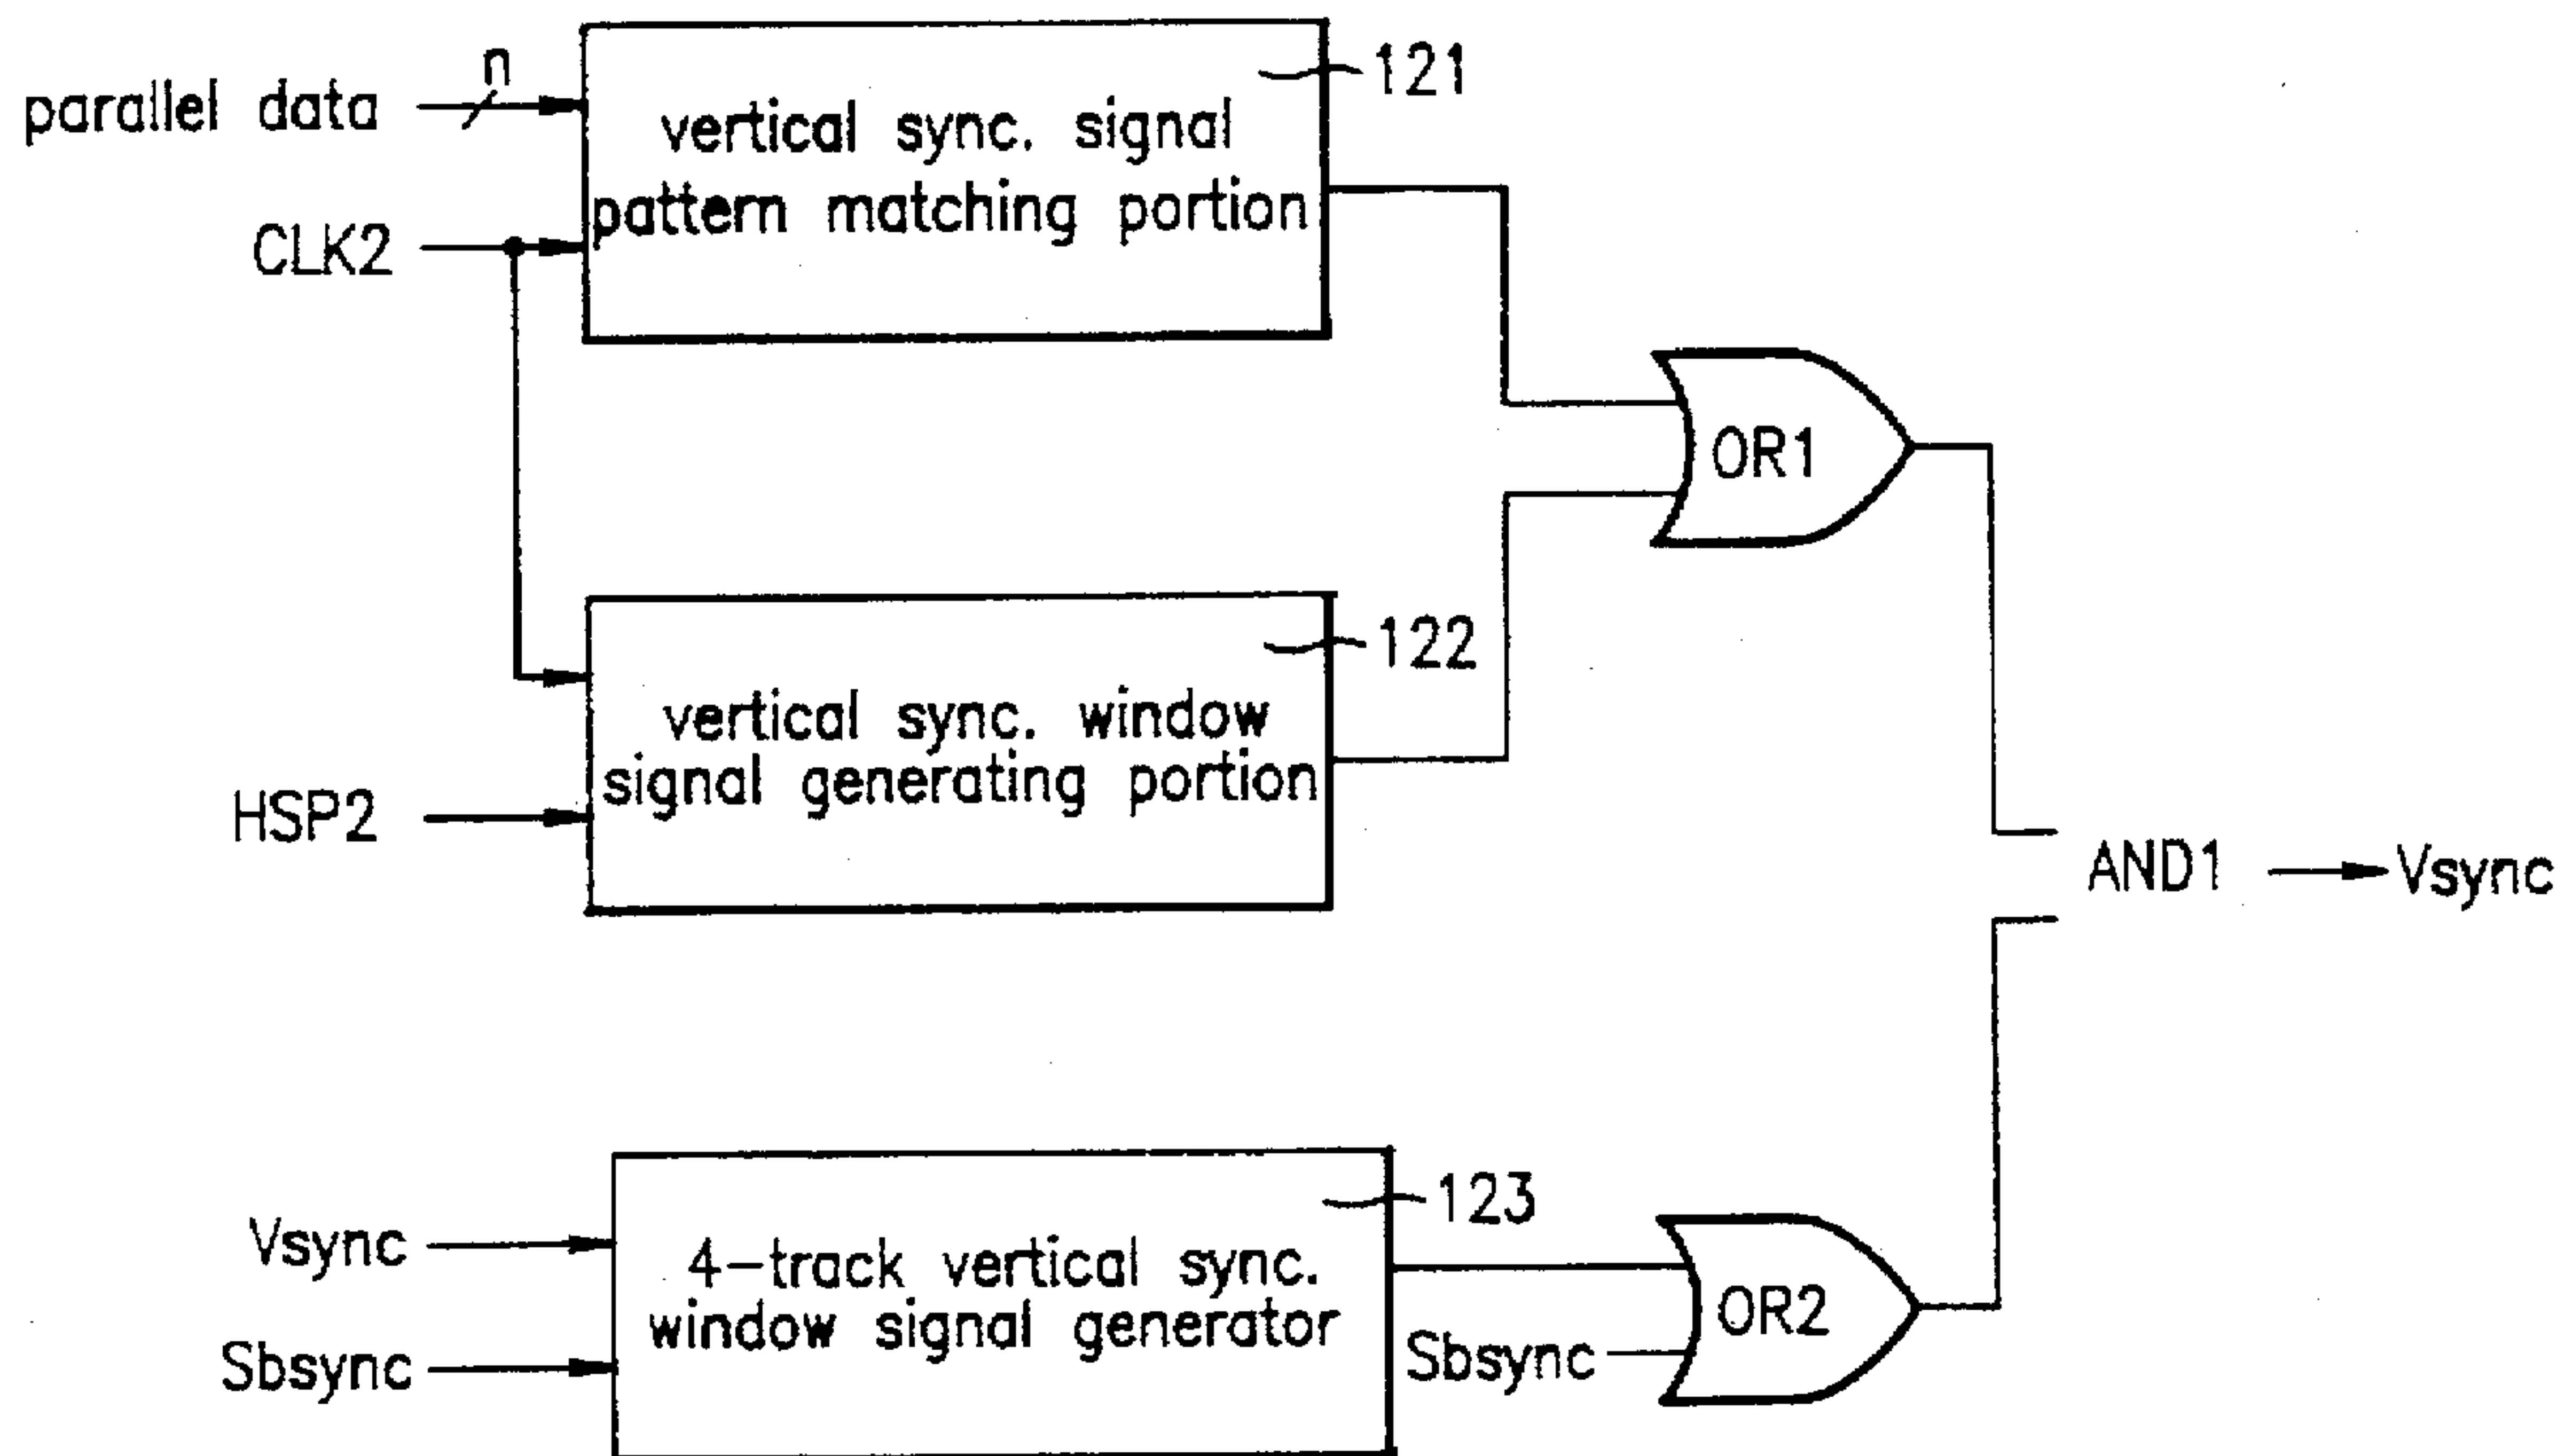 n
parallel data
121
vertical sync. signal
pattern matching portion
CLK2
OR1
122
vertical sync. window
signal generating portion
HSP2
AND1
Vsync
123
Vsync
4-track vertical sync.
window signal generator
OR2
Sbsync
Sbsync